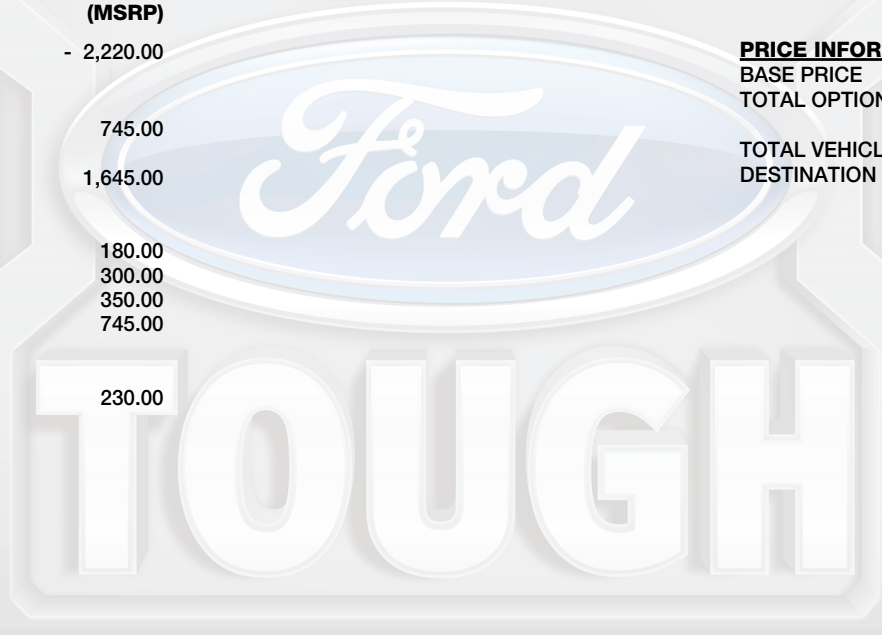 (MSRP)
- 2,220.00
745.00
1,645.00
180.00
300.00
350.00
745.00
230.00
PRICE INFOR
BASE PRICE
TOTAL OPTION
TOTAL VEHICL
DESTINATION
Ford
TOUGH